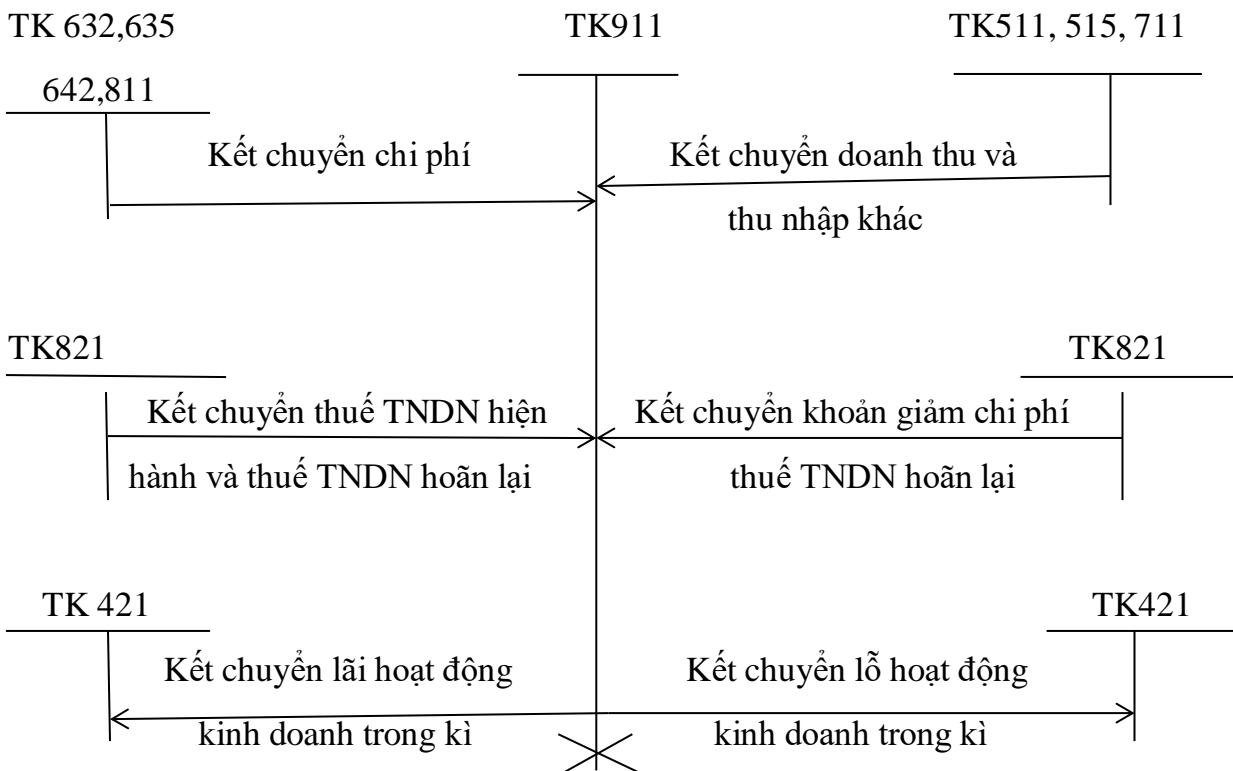 TK 632,635
TK911
TK511, 515, 711
642,811
Kết chuyển chi phí
Kết chuyển doanh thu và
thu nhập khác
TK821
TK821
Kết chuyển thuế TNDN hiện
hành và thuế TNDN hoãn lại
Kết chuyển khoản giảm chi phí
thuế TNDN hoãn lại
TK 421
TK421
Kết chuyển lãi hoạt động
kinh doanh trong kì
Kết chuyển lỗ hoạt động
kinh doanh trong kì